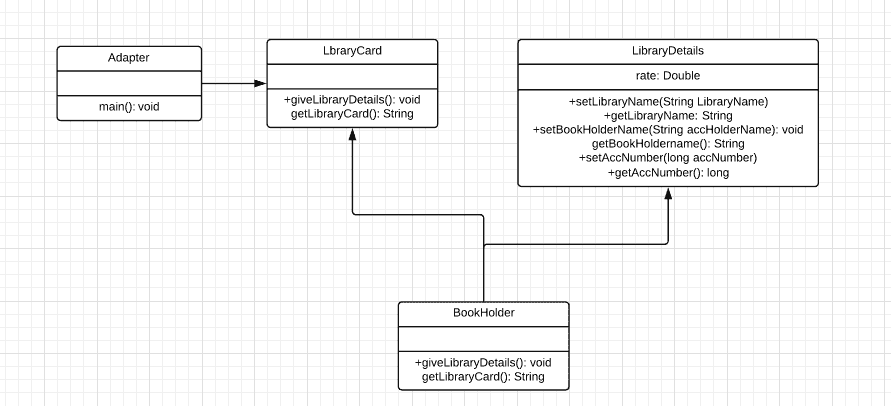 Adapter
main(): void
LbraryCard
+giveLibraryDetails(): void
getLibraryCard(): String
LibraryDetails
rate: Double
+setLibraryName(String LibraryName)
+getLibraryName: String
+setBookHolderName(String accHolderName): void
getBookHoldername(): String
+setAccNumber(long accNumber)
+getAccNumber(): long
BookHolder
+giveLibraryDetails(): void
getLibraryCard(): String